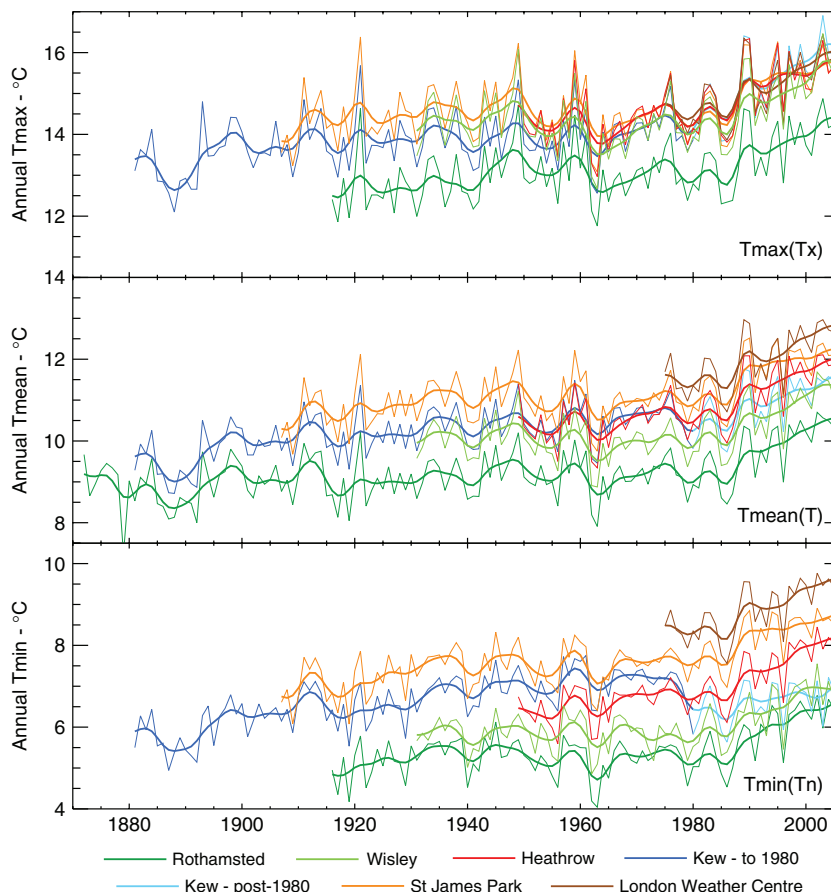 16
14
12
Annual Tmax - °C
Tmax(Tx)
14
12
10
8
Annual Tmean - °C
Tmean(T)
10
8
6
4
Annual Tmin - °C
Tmin(Tn)
1880 1900 1920 1940 1960 1980 2000
Rothamsted Wisley Heathrow Kew - to 1980
Kew - post-1980 St James Park London Weather Centre